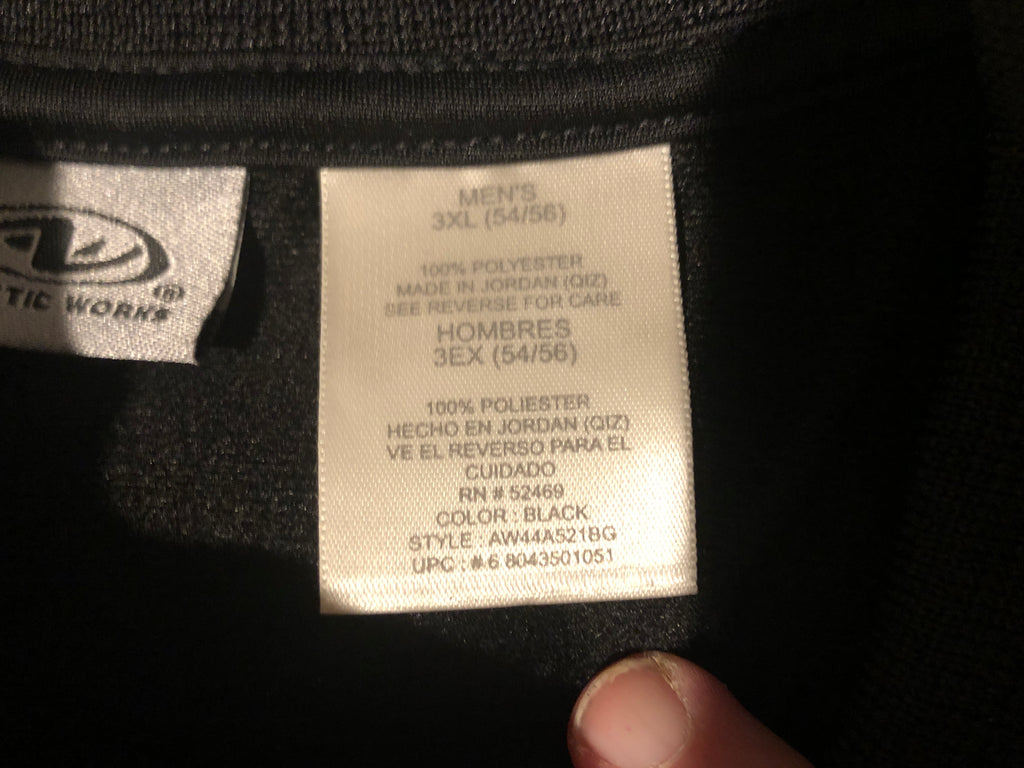 TIC WORKS ®
MEN'S
3XL (54/56)
100% POLYESTER
MADE IN JORDAN (QIZ)
SEE REVERSE FOR CARE
HOMBRES
3EX (54/56)
100% POLIESTER
HECHO EN JORDAN (QIZ)
VE EL REVERSO PARA EL
CUIDADO
RN # 52469
COLOR : BLACK
STYLE : AW44A521BG
UPC : # 6 8043501051